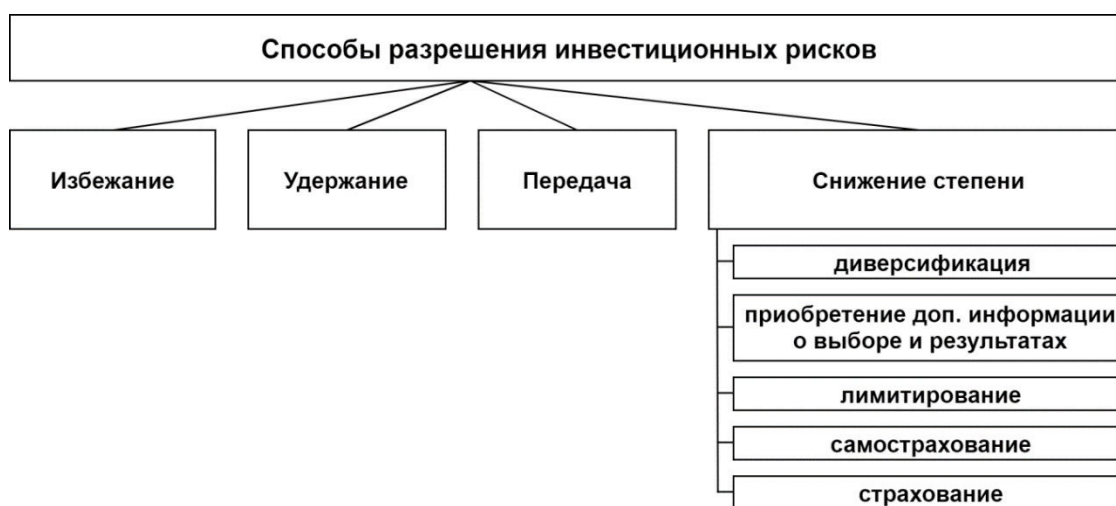 Способы разрешения инвестиционных рисков
Избежание
Удержание
Передача
Снижение степени
диверсификация
приобретение доп. информации
о выборе и результатах
лимитирование
самострахование
страхование